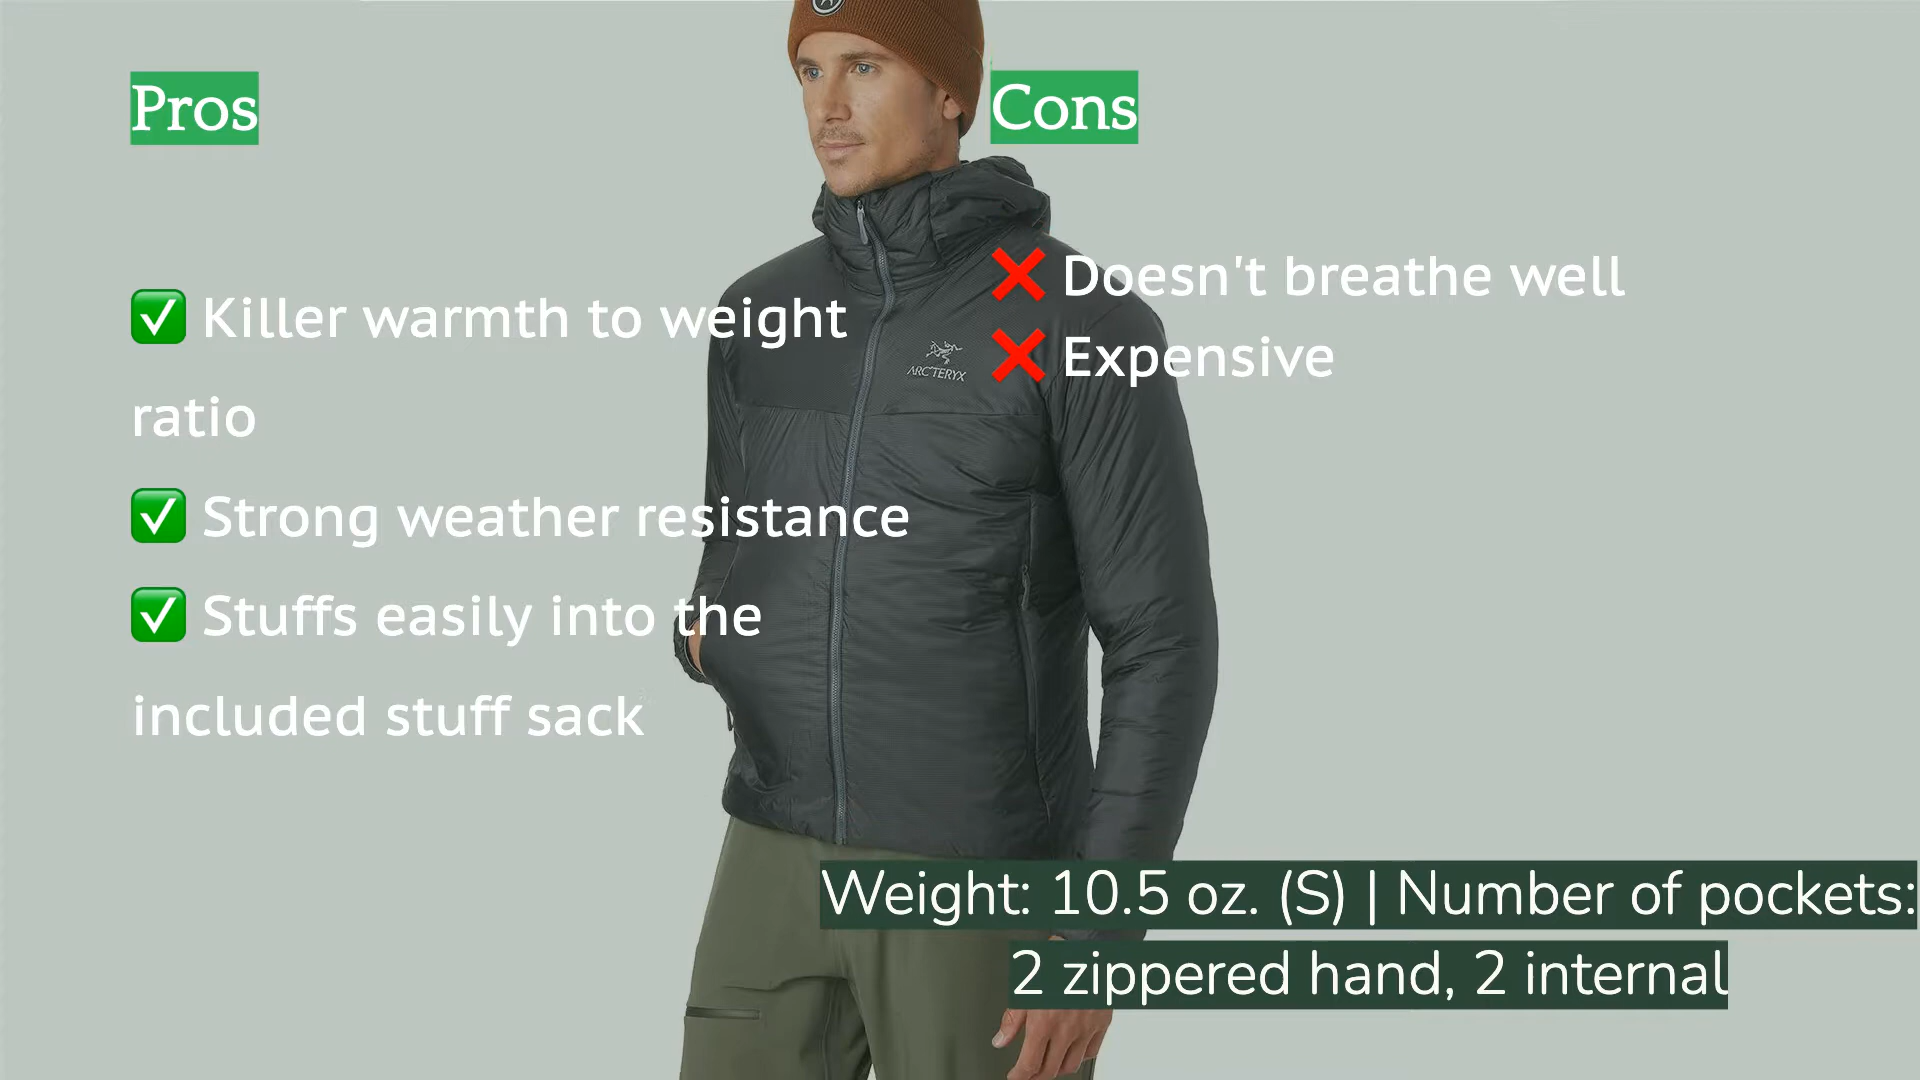 Pros
✅ Killer warmth to weight
ratio
✅ Strong weather resistance
✅ Stuffs easily into the
included stuff sack
Cons
❌ Doesn't breathe well
❌ Expensive
ARC'TERYX
Weight: 10.5 oz. (S) | Number of pockets:
2 zippered hand, 2 internal